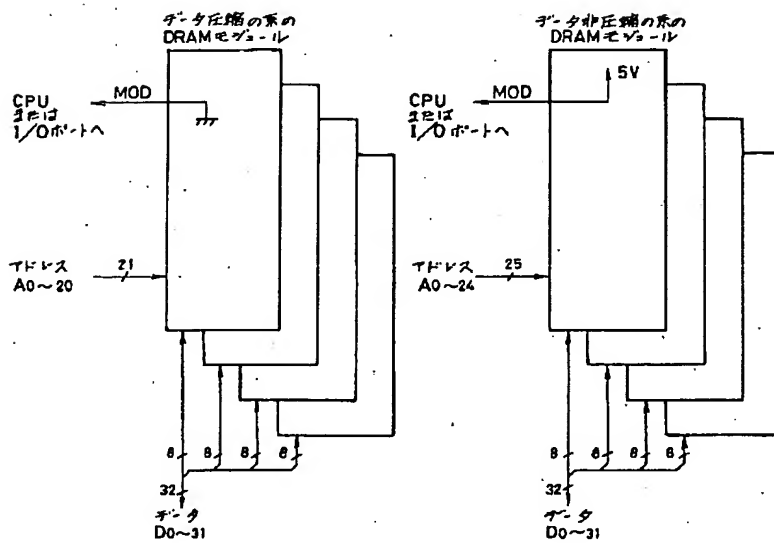 データ圧縮の系の
DRAMモジュール
MOD
CPU
または
I/Oポートへ
アドレス
A0~20
21
8
8
8
8
32
データ
D0~31
データ非圧縮の系の
DRAMモジュール
5V
MOD
CPU
または
I/Oポートへ
アドレス
A0~24
25
8
8
8
8
32
データ
D0~31